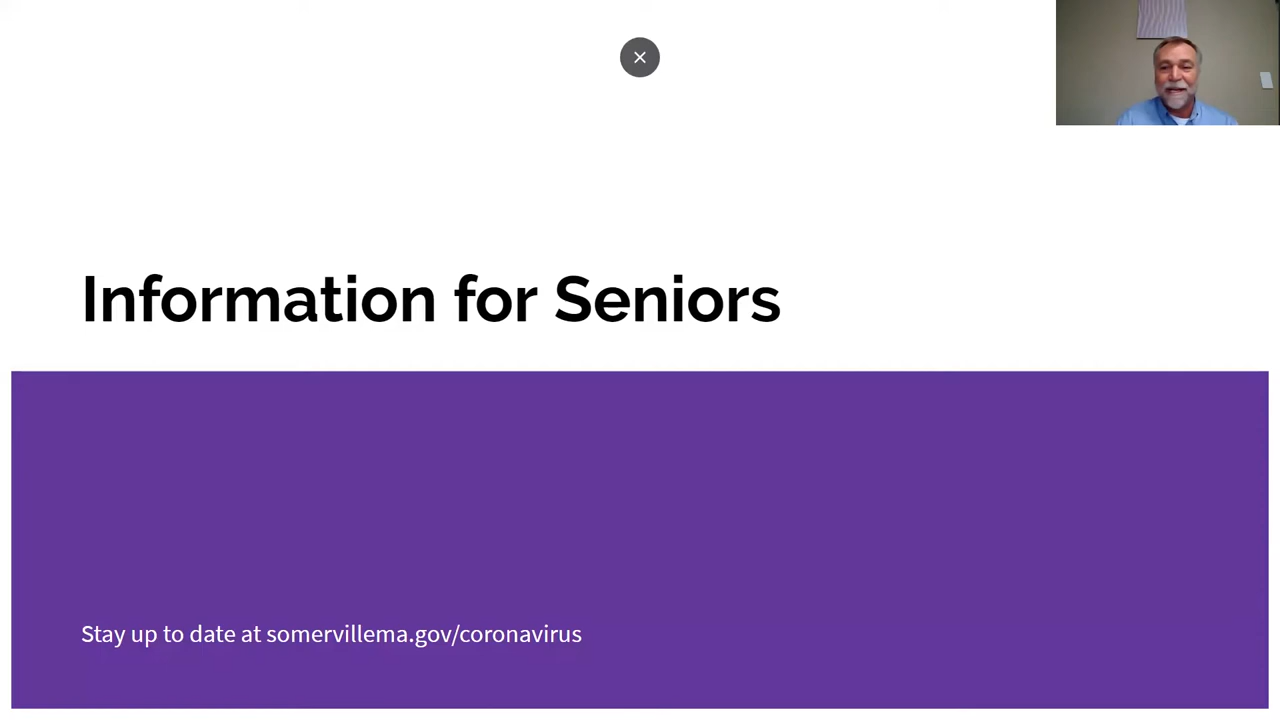 Information for Seniors
Stay up to date at somervillema.gov/coronavirus